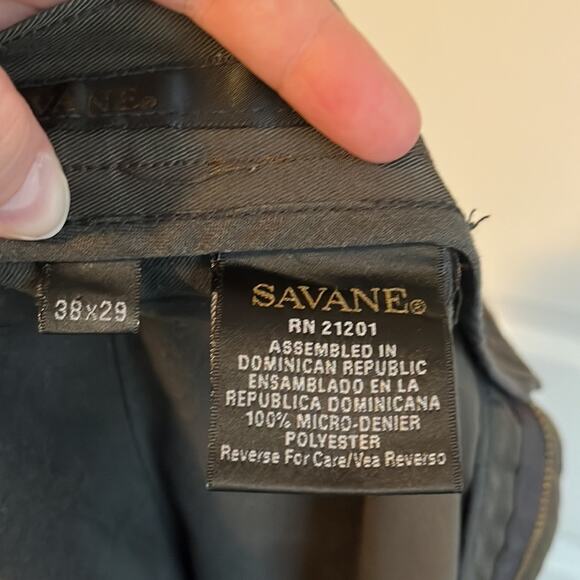 VANE®
38x29
SAVANE®
RN 21201
ASSEMBLED IN
DOMINICAN REPUBLIC
ENSAMBLADO EN LA
REPUBLICA DOMINICANA
100% MICRO-DENIER
POLYESTER
Reverse For Care/Vea Reverso